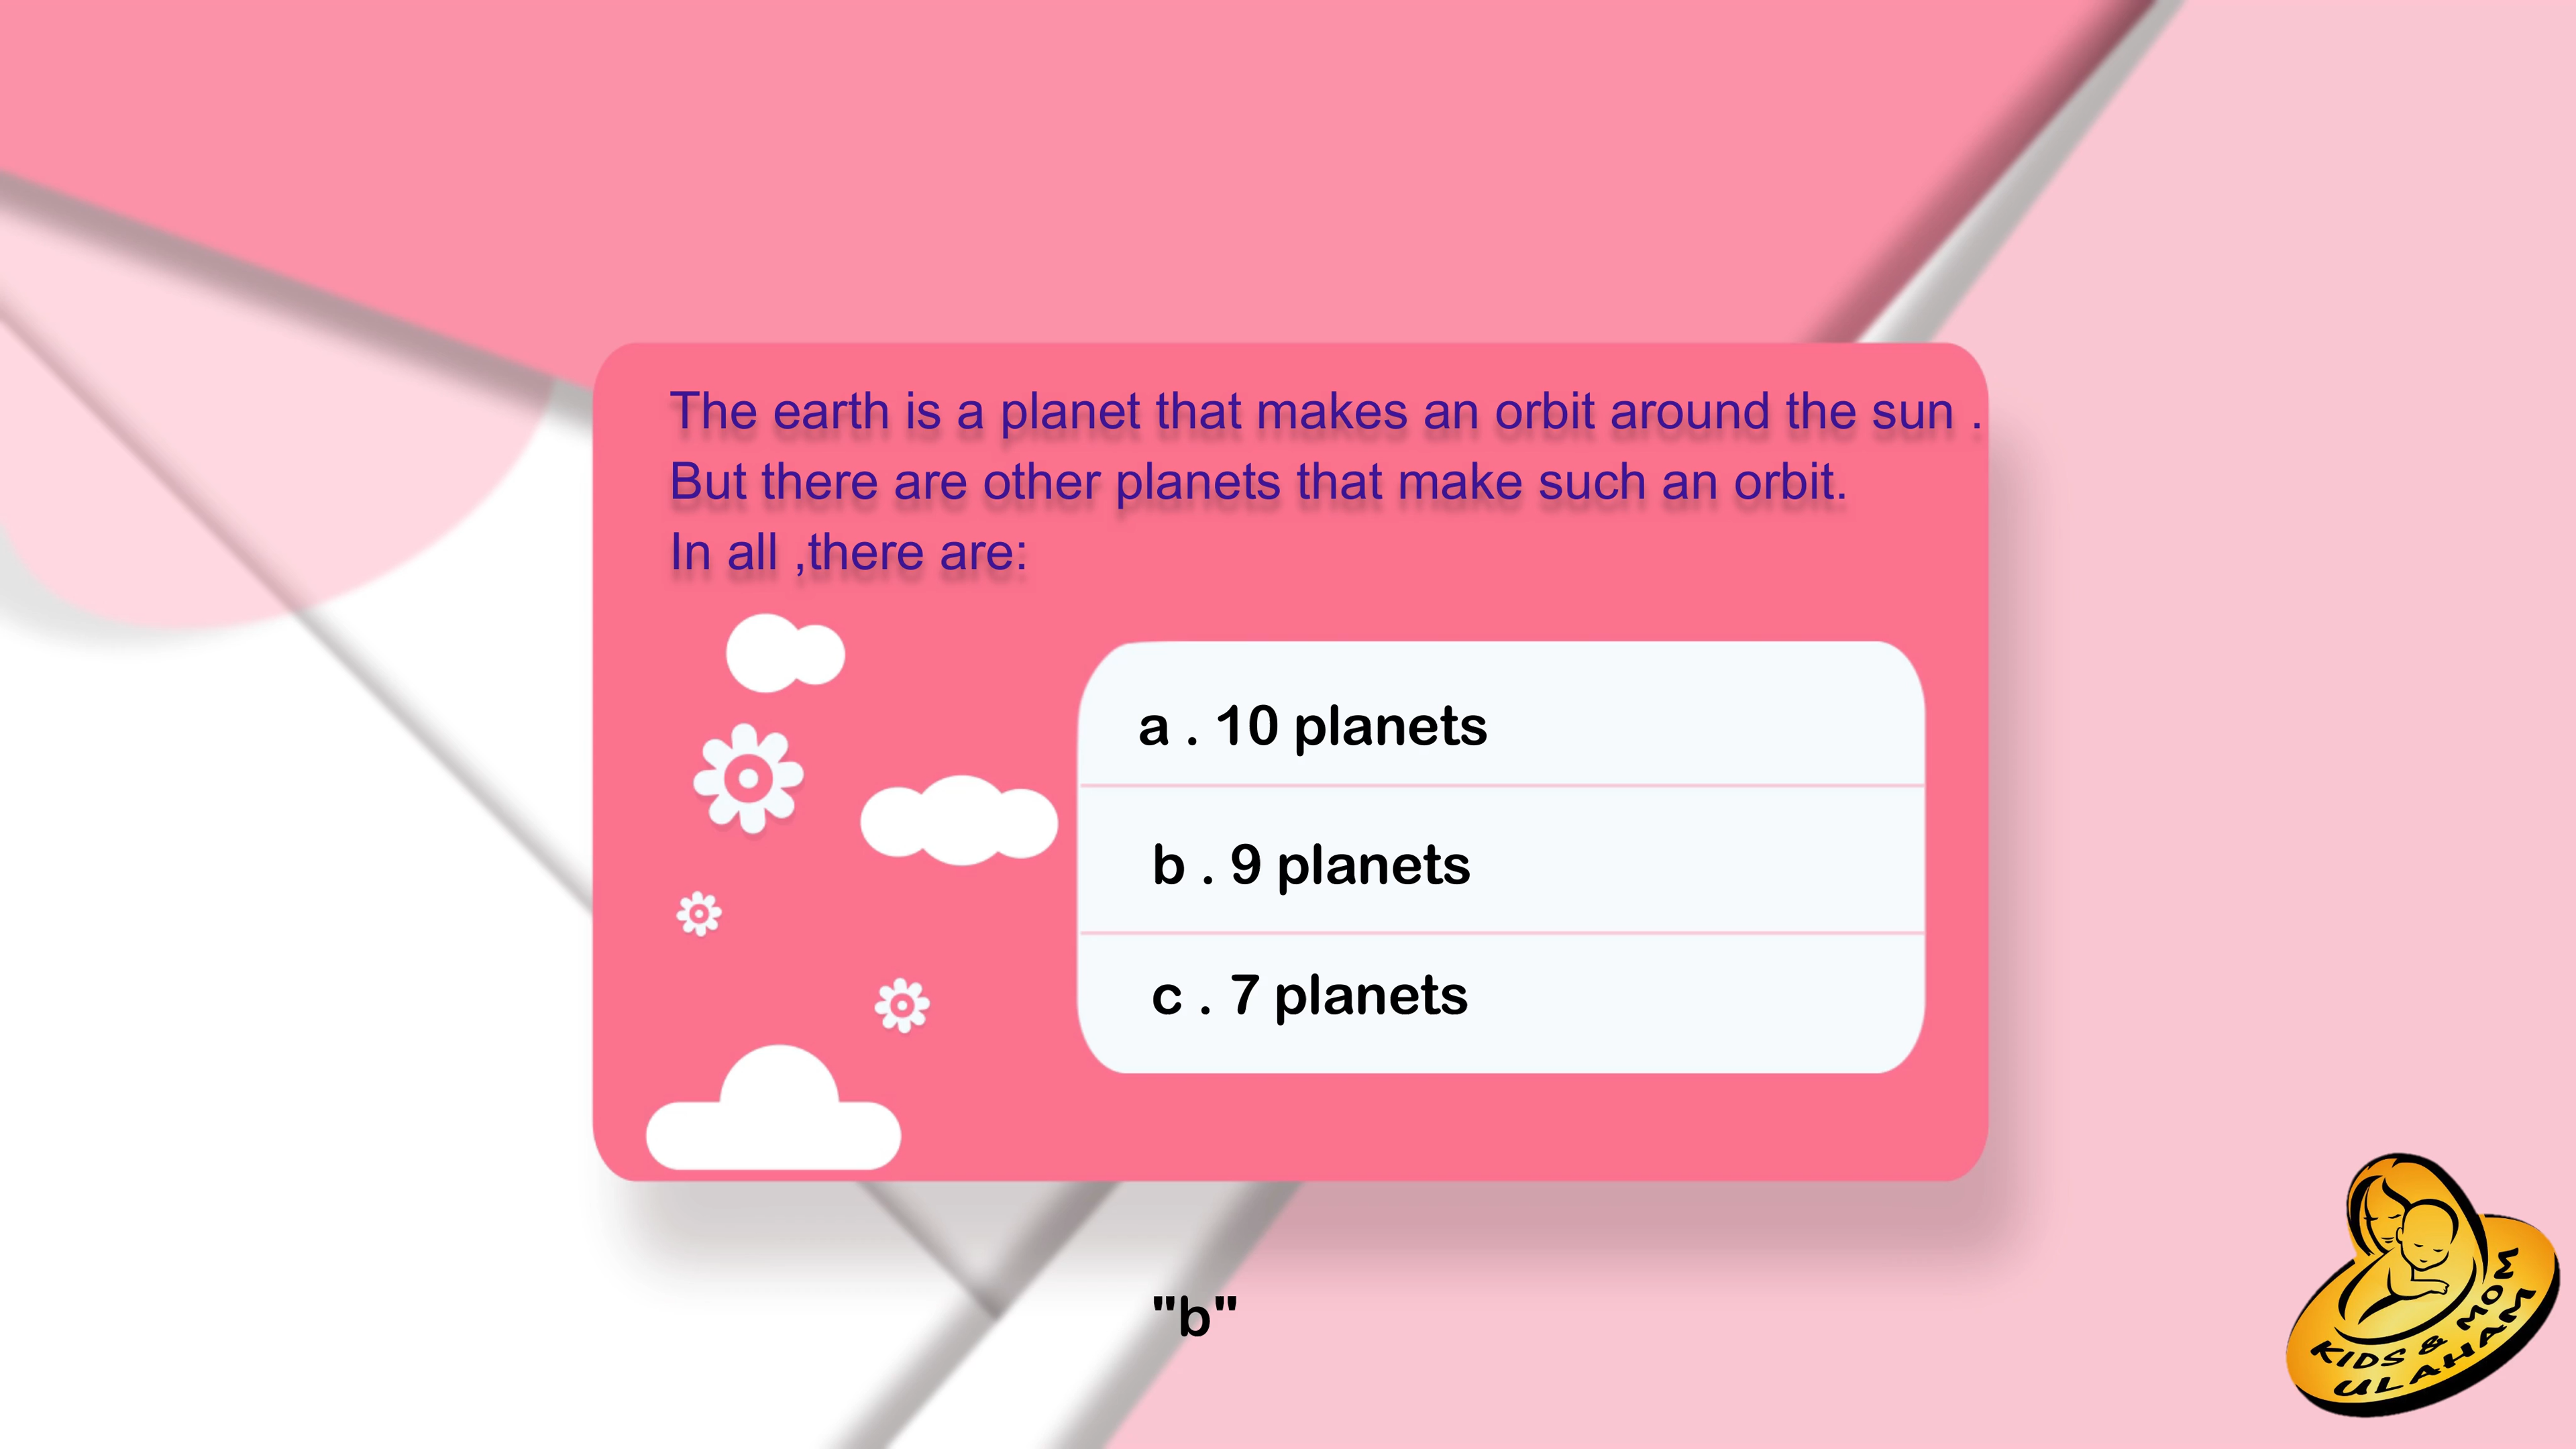 The earth is a planet that makes an orbit around the sun .
But there are other planets that make such an orbit.
In all ,there are:
a . 10 planets
b . 9 planets
c . 7 planets
"b"
KIDS & MOM
ULAHAM